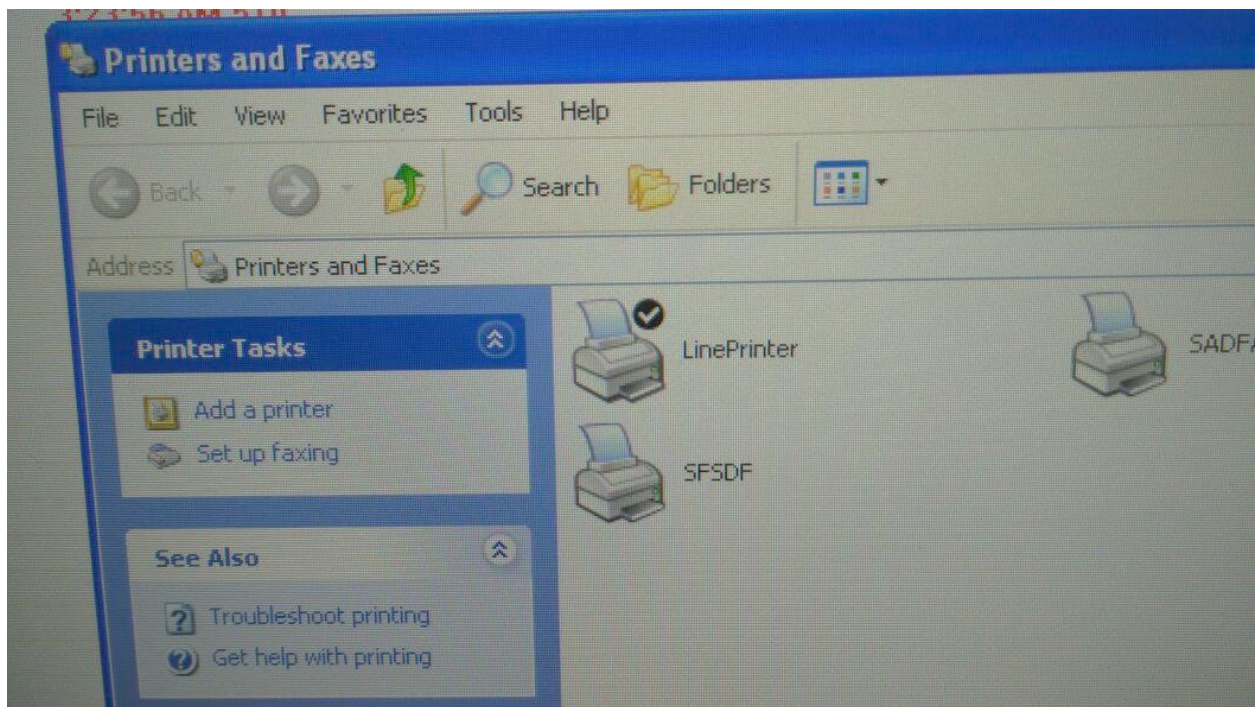 Printers and Faxes
File Edit View Favorites Tools Help
Back Search Folders
Address Printers and Faxes
Printer Tasks
Add a printer
Set up faxing
See Also
Troubleshoot printing
Get help with printing
LinePrinter
SFSDF